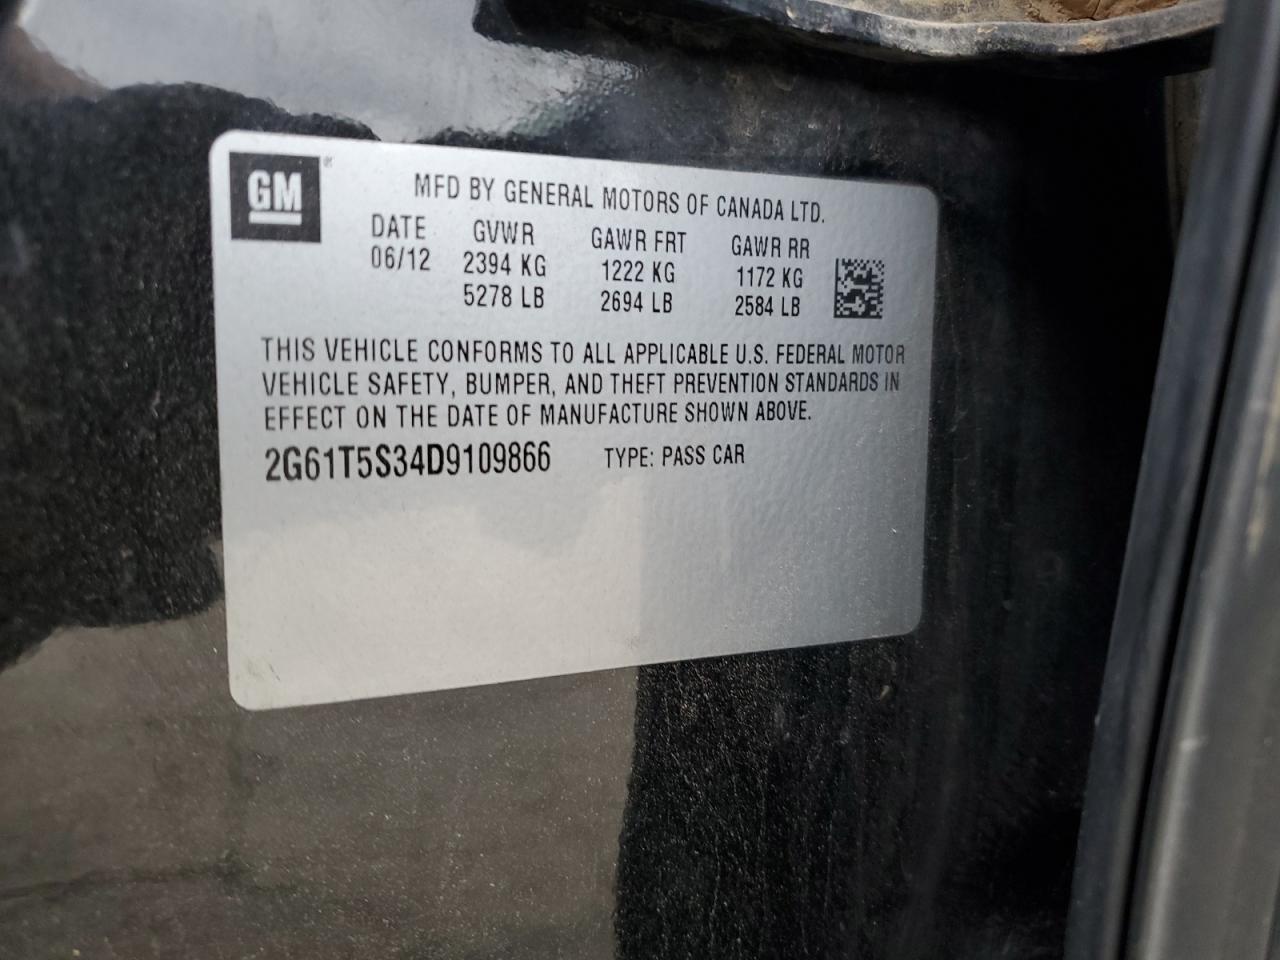 GM ®
MFD BY GENERAL MOTORS OF CANADA LTD.
DATE GVWR GAWR FRT GAWR RR
06/12 2394 KG 1222 KG 1172 KG
5278 LB 2694 LB 2584 LB
THIS VEHICLE CONFORMS TO ALL APPLICABLE U.S. FEDERAL MOTOR
VEHICLE SAFETY, BUMPER, AND THEFT PREVENTION STANDARDS IN
EFFECT ON THE DATE OF MANUFACTURE SHOWN ABOVE.
2G61T5S34D9109866 TYPE: PASS CAR